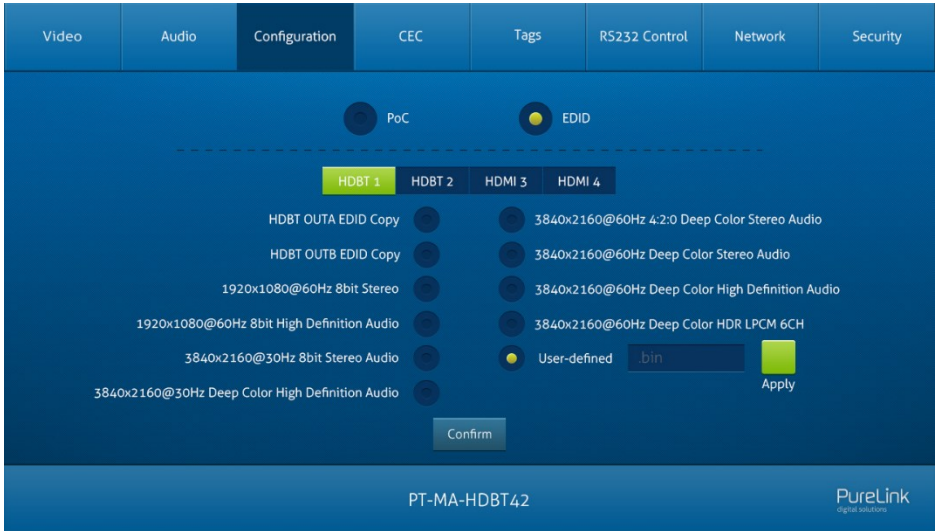 Video Audio Configuration CEC Tags RS232 Control Network Security
PoC EDID
HDBT 1 HDBT 2 HDMI 3 HDMI 4
HDBT OUTA EDID Copy 3840x2160@60Hz 4:2:0 Deep Color Stereo Audio
HDBT OUTB EDID Copy 3840x2160@60Hz Deep Color Stereo Audio
1920x1080@60Hz 8bit Stereo 3840x2160@60Hz Deep Color High Definition Audio
1920x1080@60Hz 8bit High Definition Audio 3840x2160@60Hz Deep Color HDR LPCM 6CH
3840x2160@30Hz 8bit Stereo Audio User-defined .bin
3840x2160@30Hz Deep Color High Definition Audio Apply
Confirm
PT-MA-HDBT42 PureLink
digital solutions